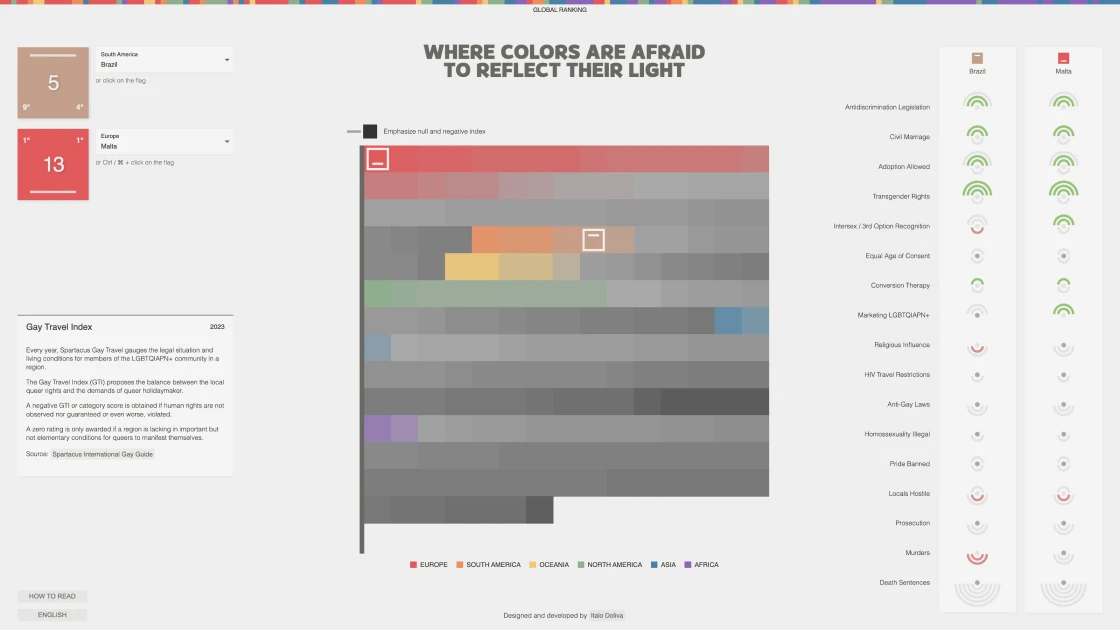 GLOBAL RANKING
WHERE COLORS ARE AFRAID
TO REFLECT THEIR LIGHT
5
9° 4°
South America
Brazil
or click on the flag
1° 1°
13
Europe
Malta
or Ctrl / ⌘ + click on the flag
Gay Travel Index 2023
Every year, Spartacus Gay Travel gauges the legal situation and
living conditions for members of the LGBTQIAPN+ community in a
region.
The Gay Travel Index (GTI) proposes the balance between the local
queer rights and the demands of queer holidaymaker.
A negative GTI or category score is obtained if human rights are not
observed nor guaranteed or even worse, violated.
A zero rating is only awarded if a region is lacking in important but
not elementary conditions for queers to manifest themselves.
Source: Spartacus International Gay Guide
HOW TO READ
ENGLISH
Emphasize null and negative index
EUROPE SOUTH AMERICA OCEANIA NORTH AMERICA ASIA AFRICA
Designed and developed by Italo Doliva
Brazil Malta
Antidiscrimination Legislation
Civil Marriage
Adoption Allowed
Transgender Rights
Intersex / 3rd Option Recognition
Equal Age of Consent
Conversion Therapy
Marketing LGBTQIAPN+
Religious Influence
HIV Travel Restrictions
Anti-Gay Laws
Homossexuality Illegal
Pride Banned
Locals Hostile
Prosecution
Murders
Death Sentences